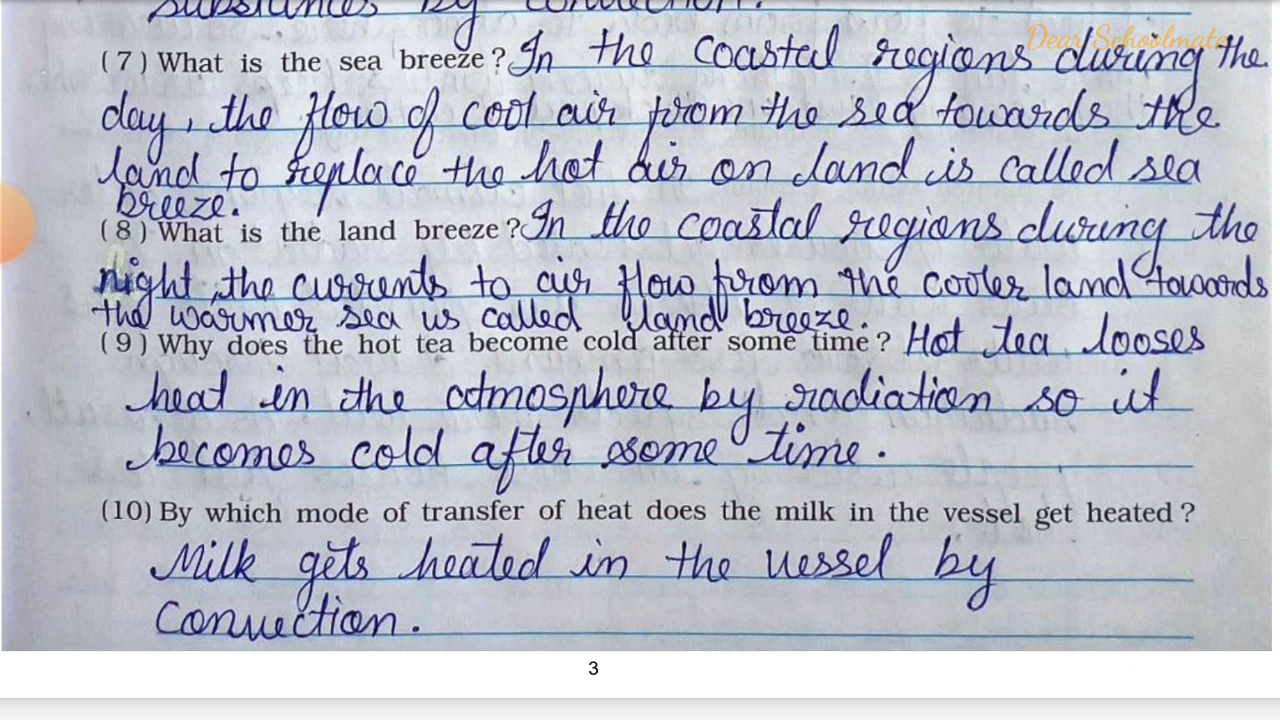 substances by convection.
Dear Schoolmate
(7) What is the sea breeze? In the coastal regions during the
day, the flow of cool air from the sea towards the
land to replace the hot air on land is called sea
breeze.
(8) What is the land breeze? In the coastal regions during the
night, the currents to air flow from the cooler land towards
the warmer sea is called land breeze.
(9) Why does the hot tea become cold after some time? Hot tea looses
heat in the atmosphere by radiation so it
becomes cold after some time.
(10) By which mode of transfer of heat does the milk in the vessel get heated?
Milk gets heated in the vessel by
convection.
3